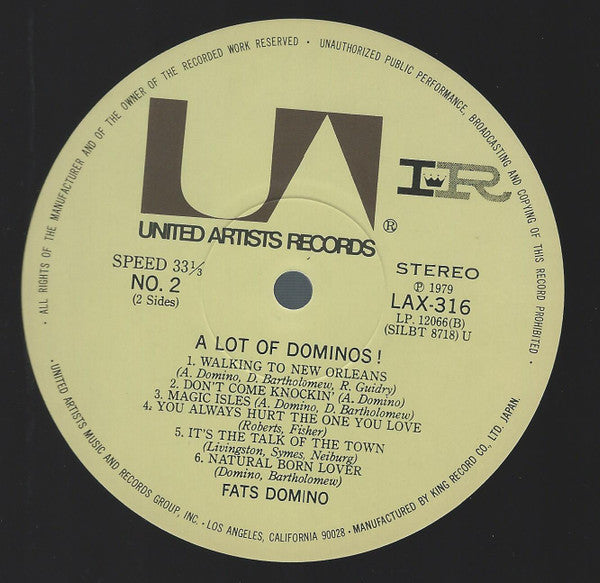 · ALL RIGHTS OF THE MANUFACTURER AND OF THE OWNER OF THE RECORDED WORK RESERVED · UNAUTHORIZED PUBLIC PERFORMANCE, BROADCASTING AND COPYING OF THIS RECORD PROHIBITED ·
UA
®
IR
UNITED ARTISTS RECORDS
SPEED 33⅓
NO. 2
(2 Sides)
STEREO
Ⓟ 1979
LAX-316
LP. 12066(B)
(SILBT 8718) U
A LOT OF DOMINOS !
1. WALKING TO NEW ORLEANS
(A. Domino, D. Bartholomew, R. Guidry)
2. DON'T COME KNOCKIN' (A. Domino)
3. MAGIC ISLES (A. Domino, D. Bartholomew)
4. YOU ALWAYS HURT THE ONE YOU LOVE
(Roberts, Fisher)
5. IT'S THE TALK OF THE TOWN
(Livingston, Symes, Neiburg)
6. NATURAL BORN LOVER
(Domino, Bartholomew)
FATS DOMINO
· UNITED ARTISTS MUSIC AND RECORDS GROUP, INC. · LOS ANGELES, CALIFORNIA 90028 · MANUFACTURED BY KING RECORD CO., LTD. JAPAN.